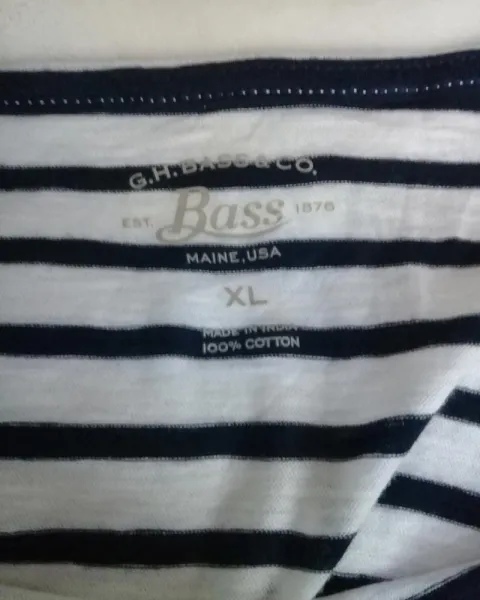 G.H. BASS & CO.
EST. Bass 1876
MAINE, USA
XL
MADE IN INDIA
100% COTTON